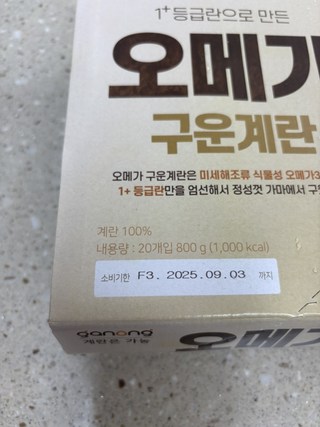 1+등급란으로 만든
오메가
구운계란
오메가 구운계란은 미세해조류 식물성 오메가3
1+ 등급란만을 엄선해서 정성껏 가마에서 구
계란 100%
내용량 : 20개입 800 g (1,000 kcal)
소비기한 F3. 2025.09.03 까지
ganong
계란은 가농
오메가